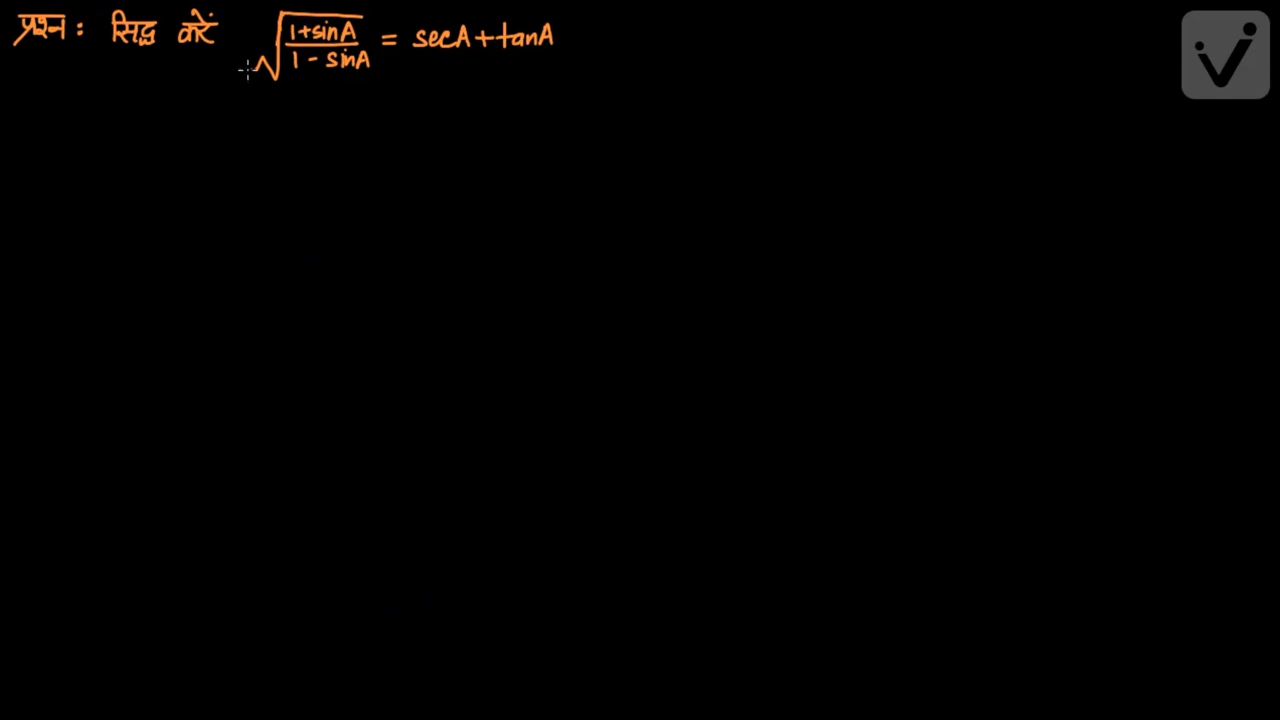 प्रश्न : सिद्ध करें √(1+sinA / 1 - sinA) = secA + tanA